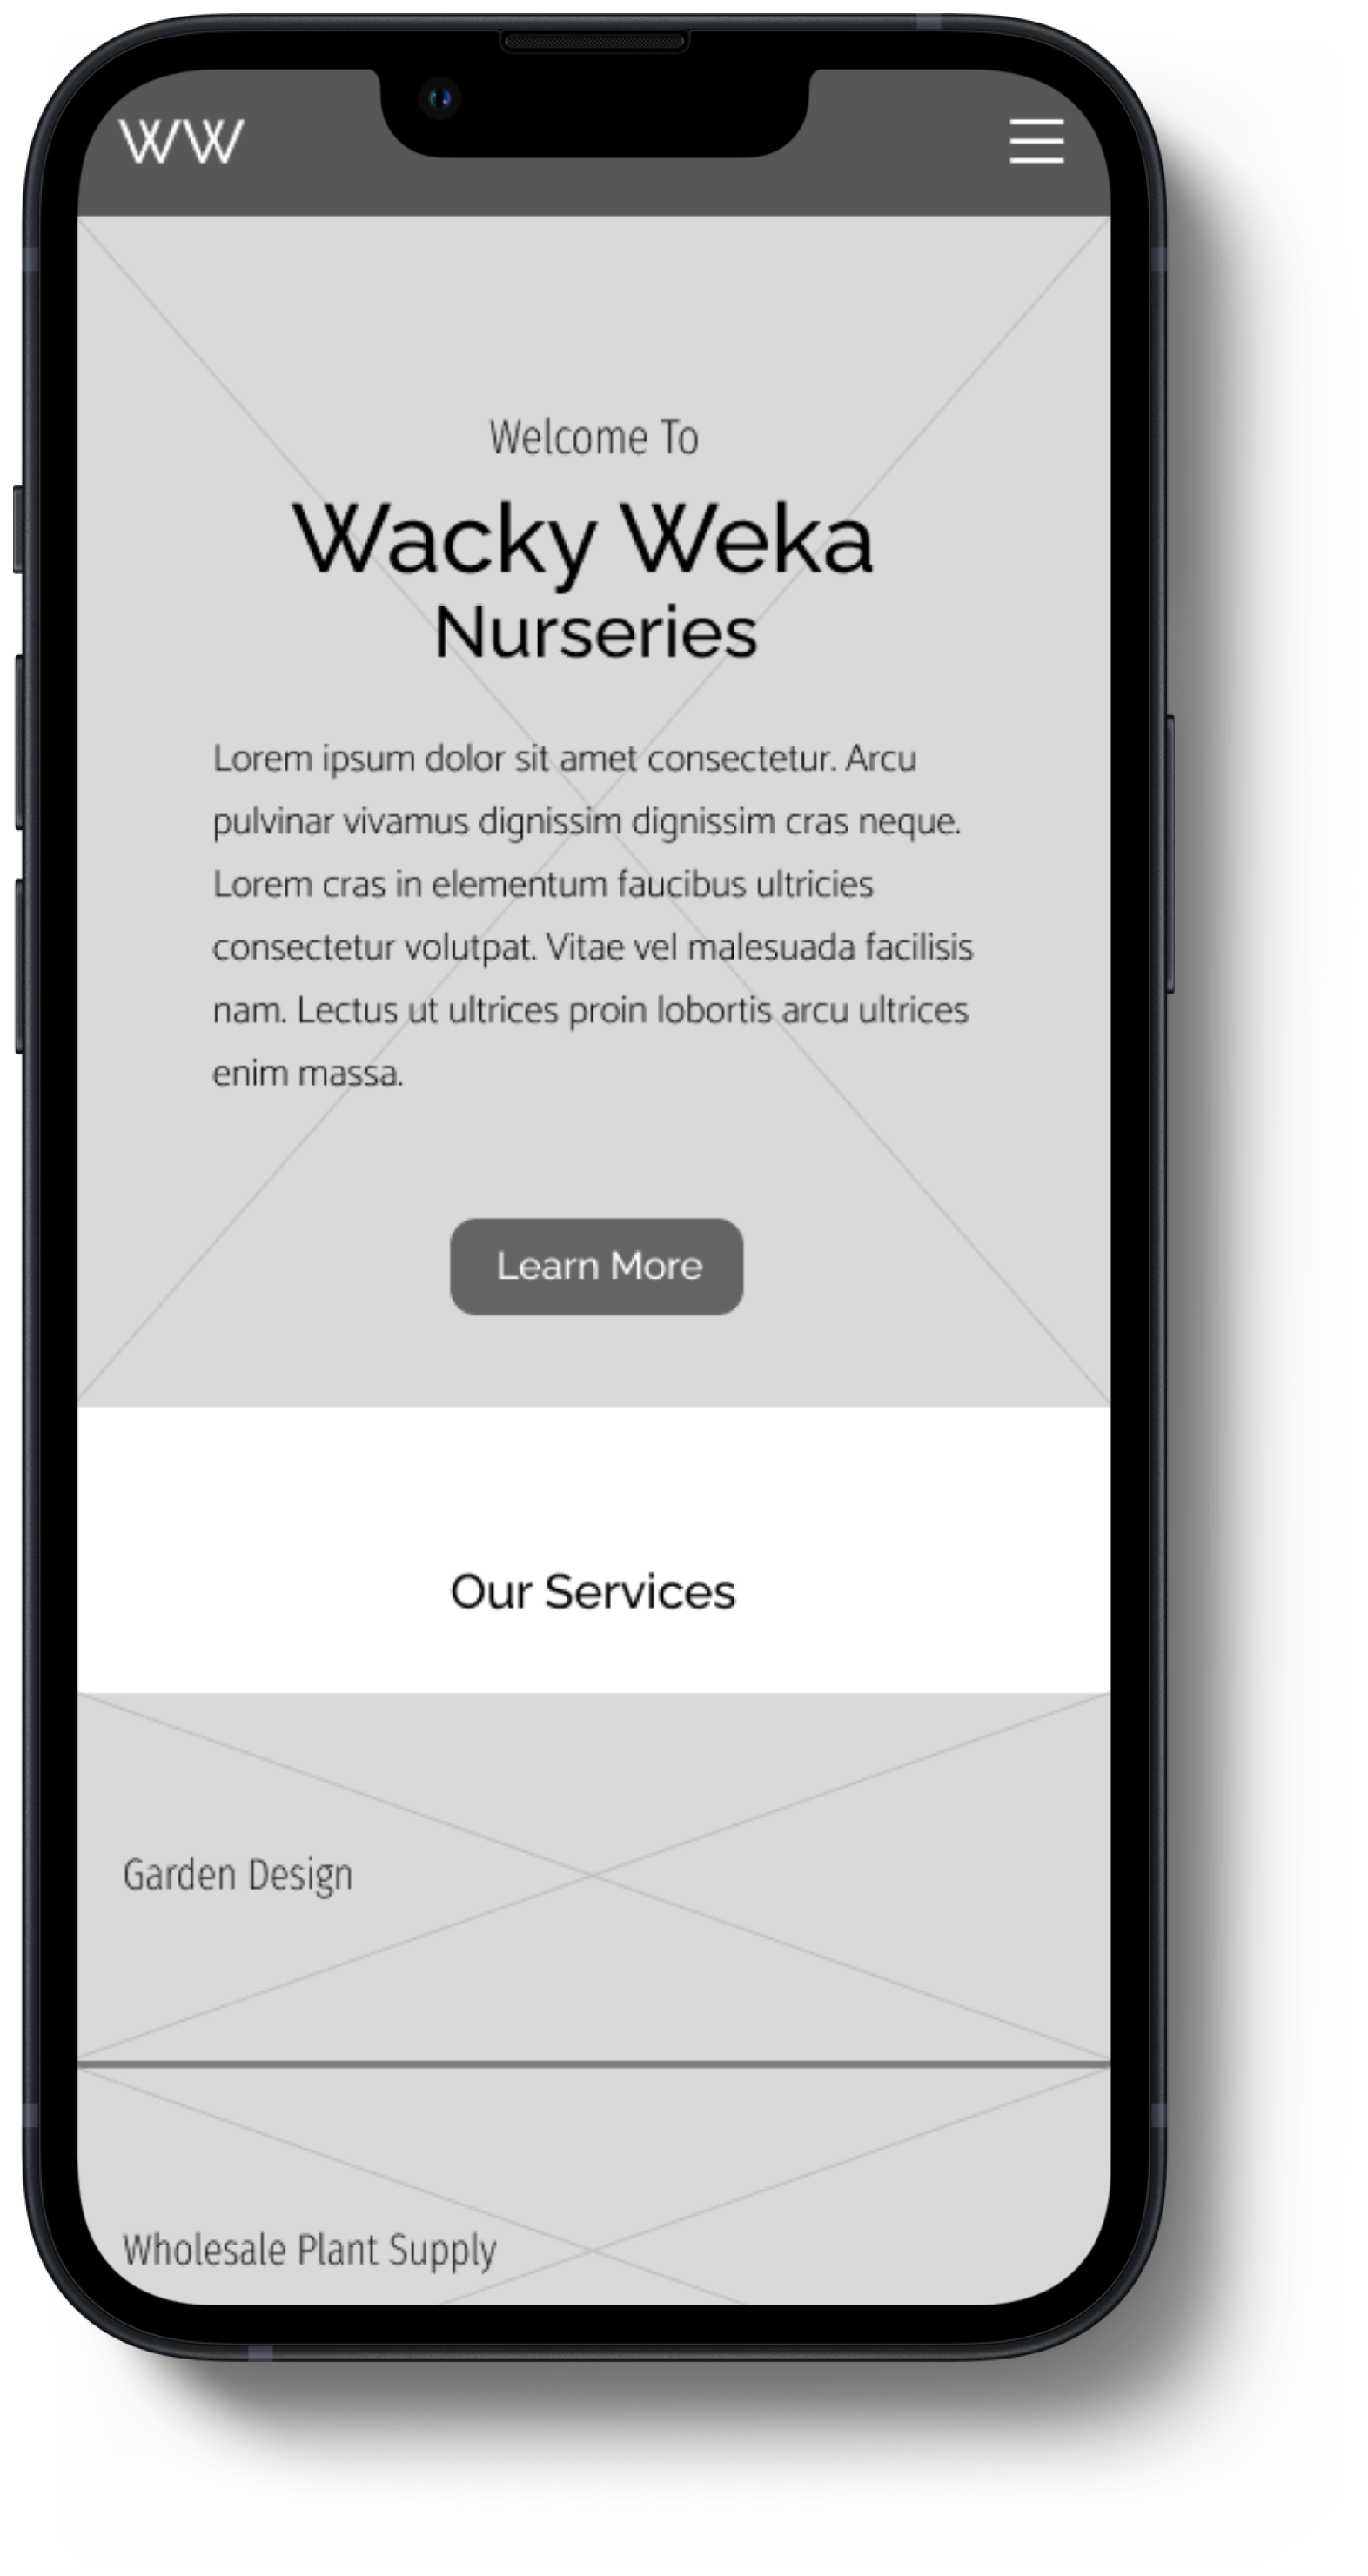 WW
Welcome To
Wacky Weka
Nurseries
Lorem ipsum dolor sit amet consectetur. Arcu
pulvinar vivamus dignissim dignissim cras neque.
Lorem cras in elementum faucibus ultricies
consectetur volutpat. Vitae vel malesuada facilisis
nam. Lectus ut ultrices proin lobortis arcu ultrices
enim massa.
Learn More
Our Services
Garden Design
Wholesale Plant Supply